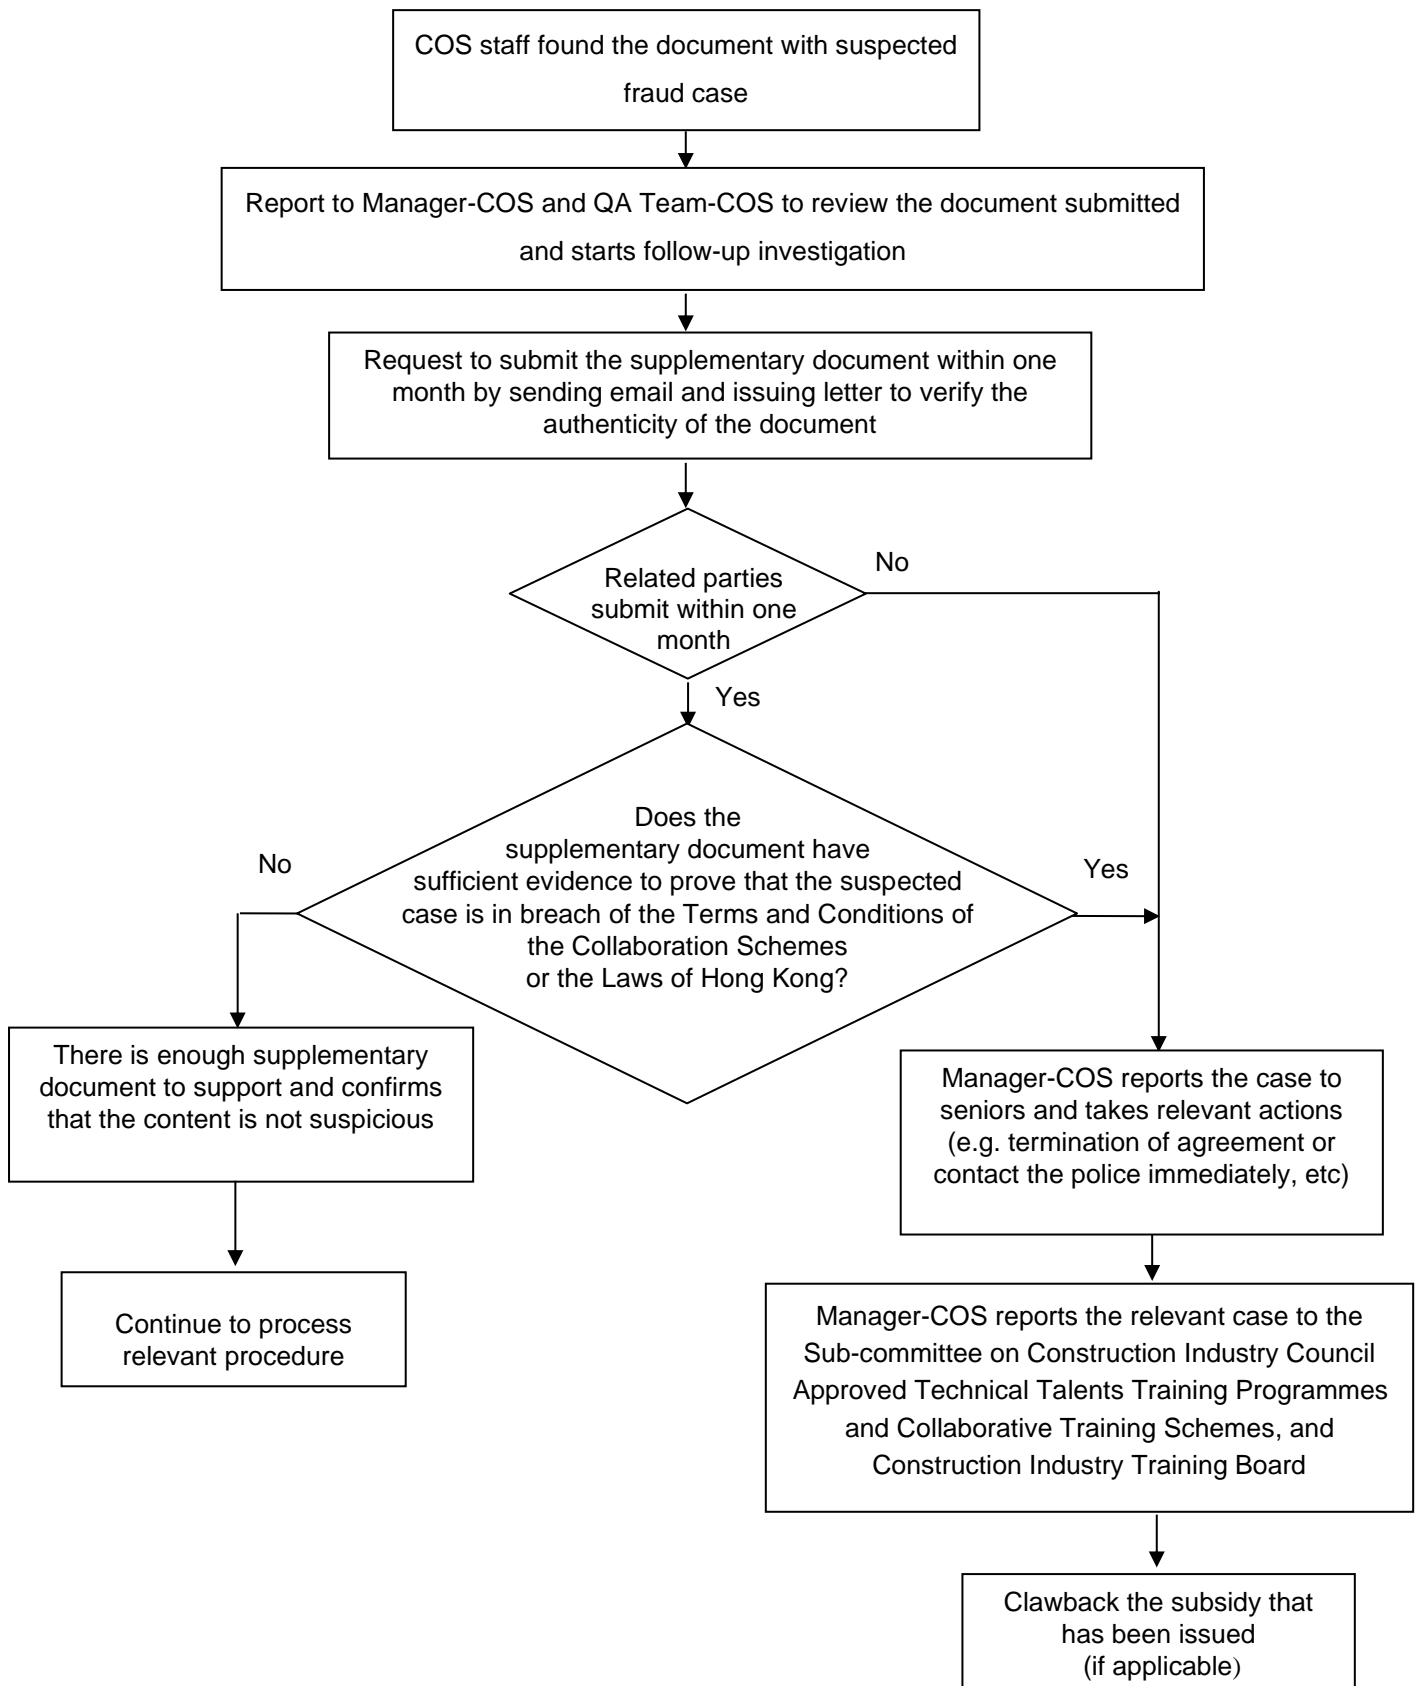 COS staff found the document with suspected
fraud case
Report to Manager-COS and QA Team-COS to review the document submitted
and starts follow-up investigation
Request to submit the supplementary document within one
month by sending email and issuing letter to verify the
authenticity of the document
Related parties
submit within one
month
No
Yes
Does the
supplementary document have
sufficient evidence to prove that the suspected
case is in breach of the Terms and Conditions of
the Collaboration Schemes
or the Laws of Hong Kong?
No
Yes
There is enough supplementary
document to support and confirms
that the content is not suspicious
Continue to process
relevant procedure
Manager-COS reports the case to
seniors and takes relevant actions
(e.g. termination of agreement or
contact the police immediately, etc)
Manager-COS reports the relevant case to the
Sub-committee on Construction Industry Council
Approved Technical Talents Training Programmes
and Collaborative Training Schemes, and
Construction Industry Training Board
Clawback the subsidy that
has been issued
(if applicable)